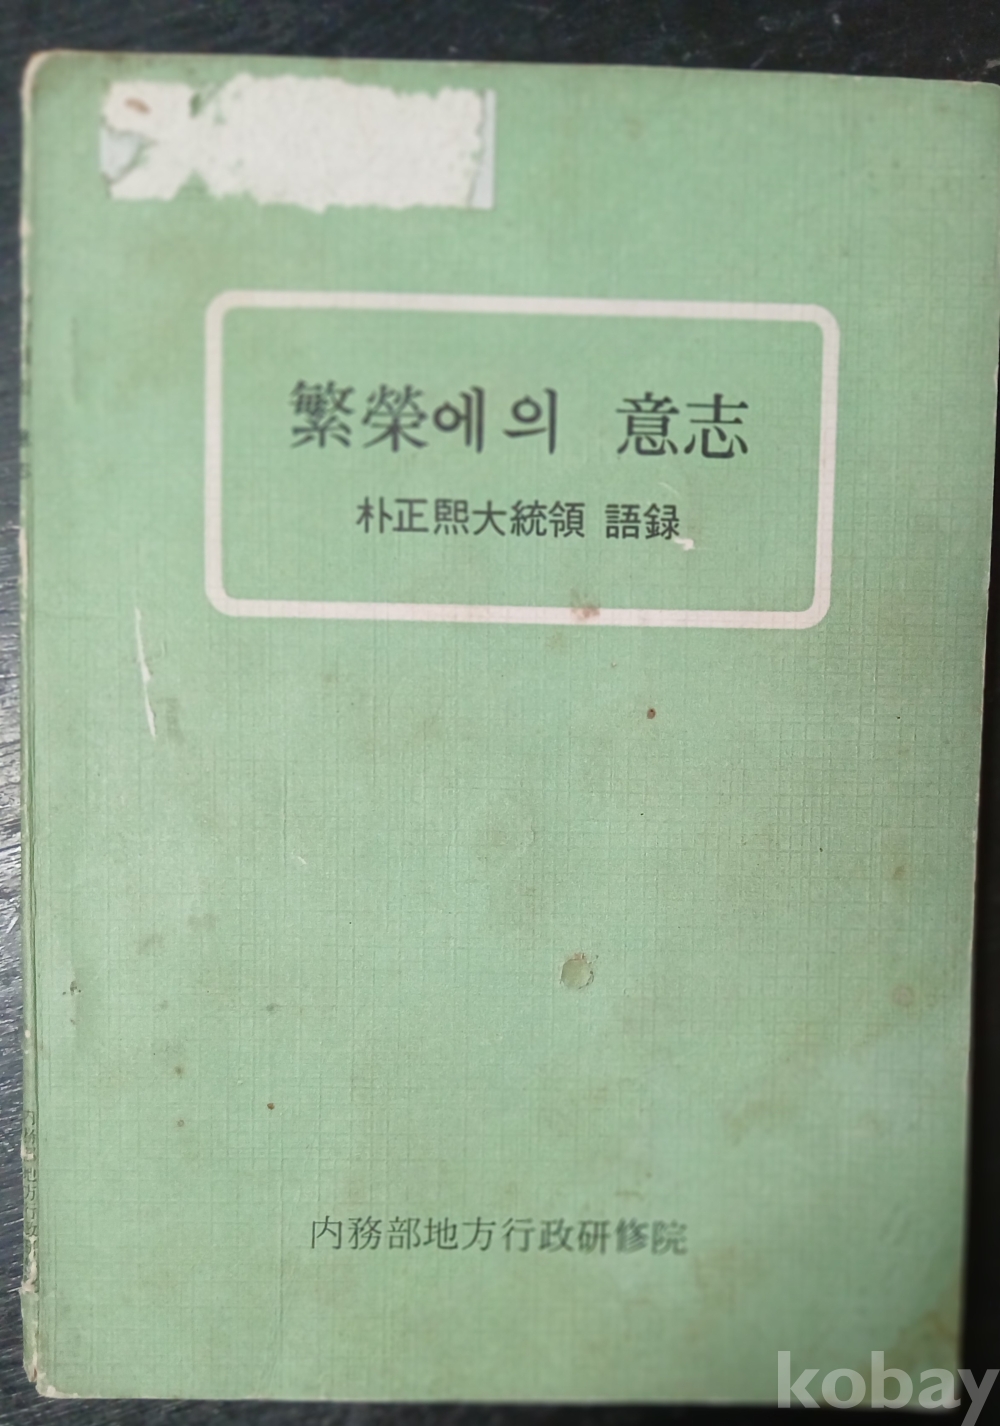 繁榮에의 意志
朴正熙大統領 語録
内務部地方行政研修院
kobay